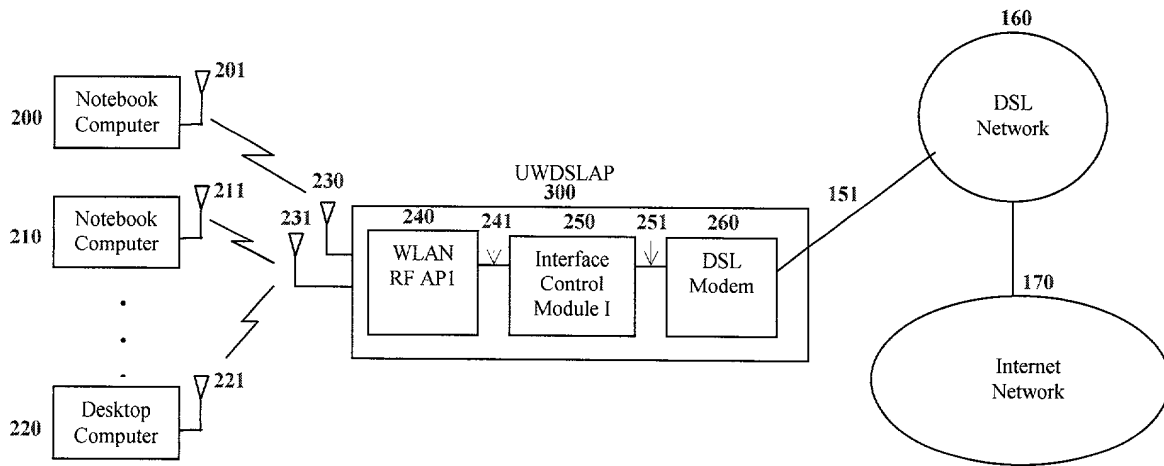 160
201
Notebook
Computer
200
DSL
Network
UWDSLAP
300
230
151
211
231
240
241
250
251
260
Notebook
Computer
210
WLAN
RF AP1
Interface
Control
Module I
DSL
Modem
170
221
Internet
Network
Desktop
Computer
220